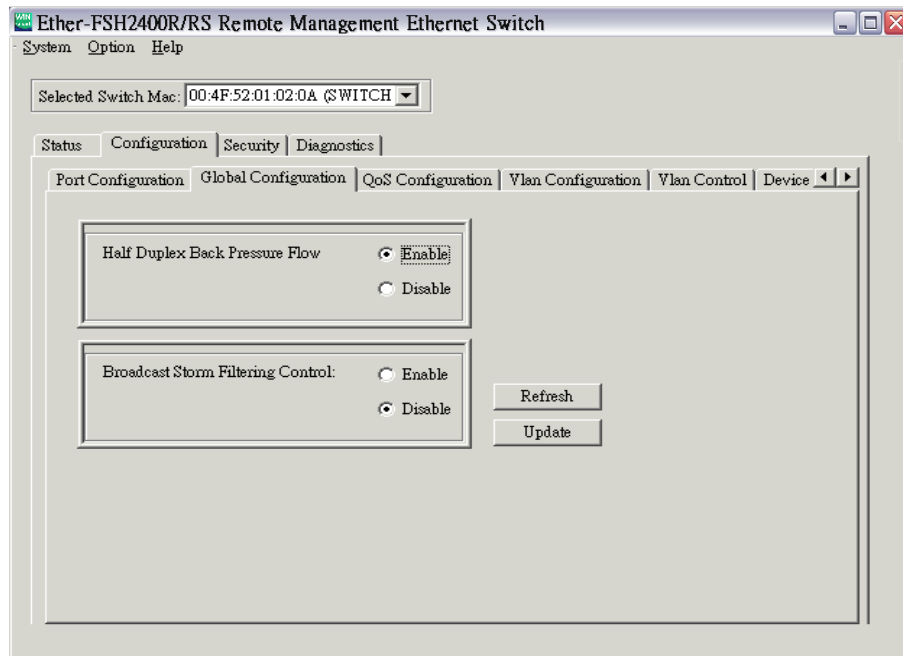 Ether-FSH2400R/RS Remote Management Ethernet Switch
System Option Help
Selected Switch Mac: 00:4F:52:01:02:0A (SWITCH
Status Configuration Security Diagnostics
Port Configuration Global Configuration QoS Configuration Vlan Configuration Vlan Control Device
Half Duplex Back Pressure Flow Enable
Disable
Broadcast Storm Filtering Control: Enable
Disable
Refresh
Update